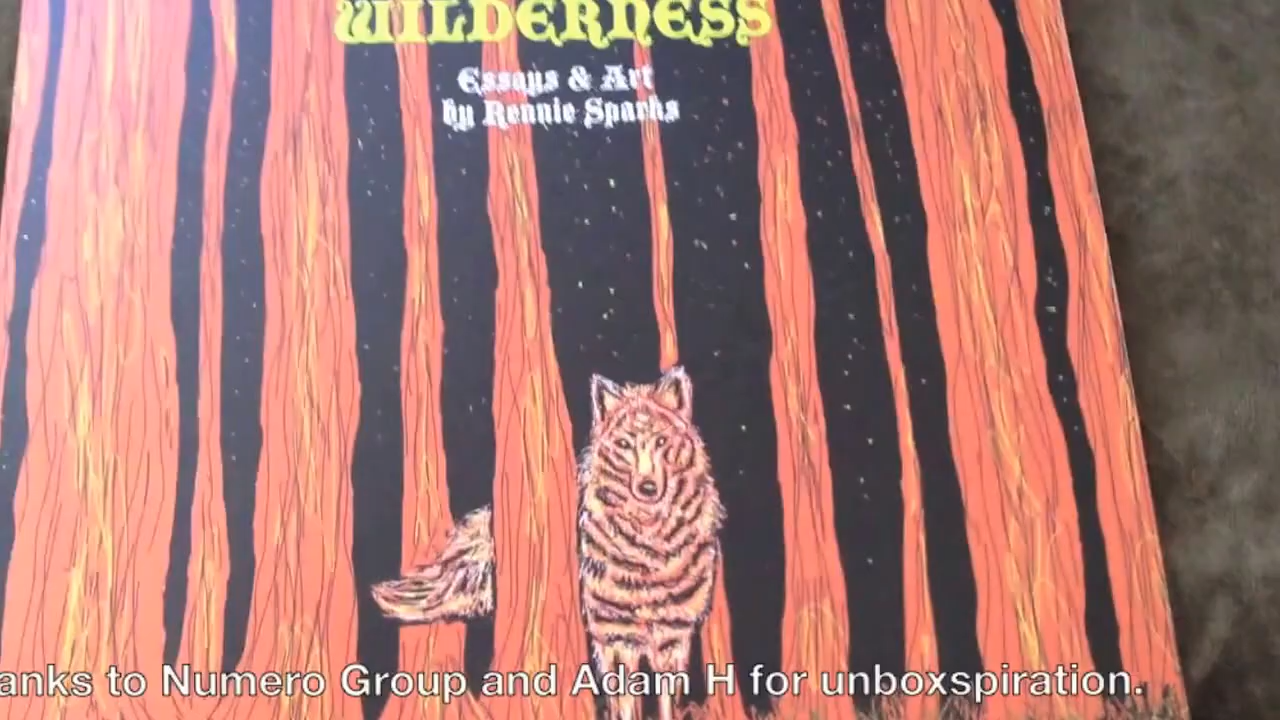 WILDERNESS
Essays & Art
by Rennie Sparks
anks to Numero Group and Adam H for unboxspiration.